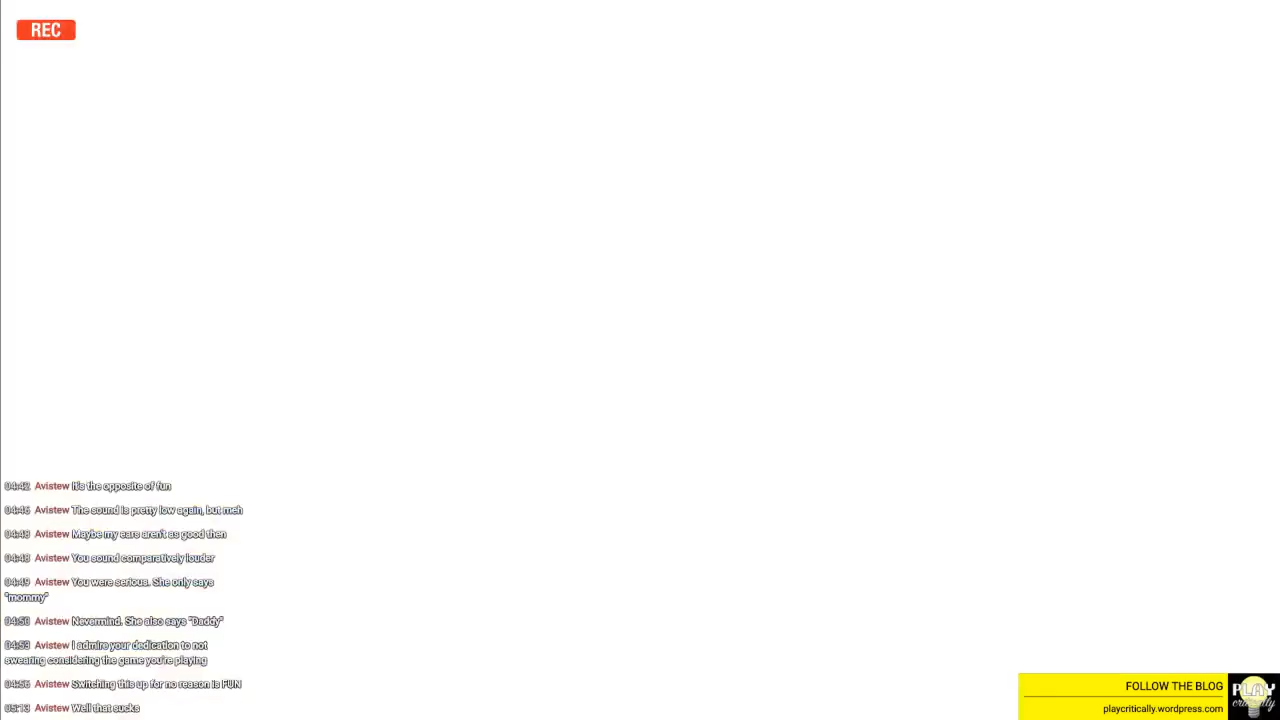 REC
04:42 Avistew It's the opposite of fun
04:46 Avistew The sound is pretty low again, but meh
04:48 Avistew Maybe my ears aren't as good then
04:48 Avistew You sound comparatively louder
04:49 Avistew You were serious. She only says
"mommy"
04:50 Avistew Nevermind. She also says "Daddy"
04:53 Avistew I admire your dedication to not
swearing considering the game you're playing
04:56 Avistew Switching this up for no reason is FUN
05:13 Avistew Well that sucks
FOLLOW THE BLOG
playcritically.wordpress.com
PLAY
critically